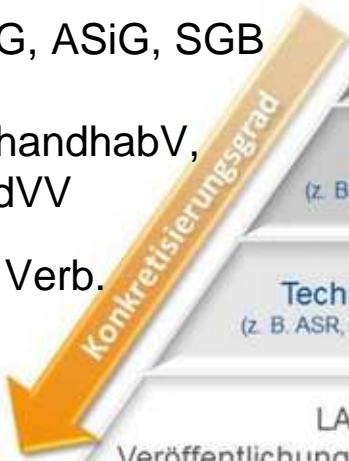 G, ASiG, SGB
handhabV,
dVV
Verb.
Konkretisierungsgrad
(z. B
Tech
(z. B. ASR,
LA
Veröffentlichung